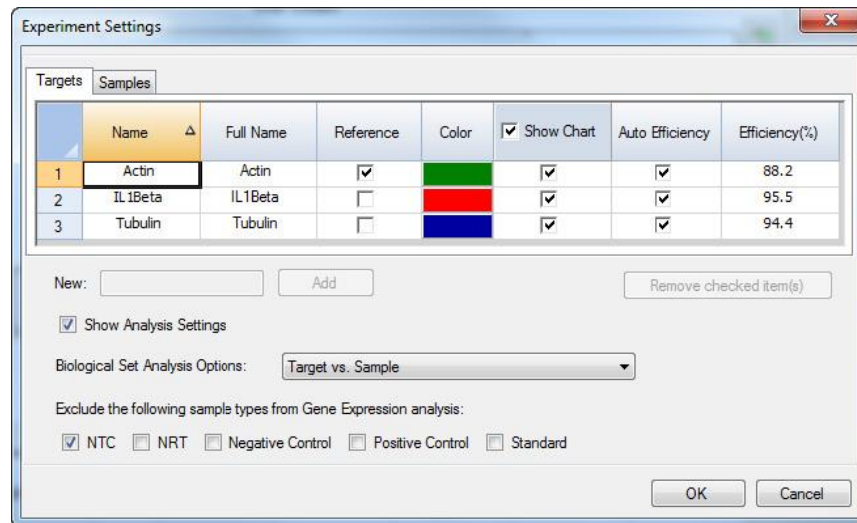 Experiment Settings
Targets Samples
Name Full Name Reference Color Show Chart Auto Efficiency Efficiency(%)
1 Actin Actin 88.2
2 IL1Beta IL1Beta 95.5
3 Tubulin Tubulin 94.4
New: Add Remove checked item(s)
Show Analysis Settings
Biological Set Analysis Options: Target vs. Sample
Exclude the following sample types from Gene Expression analysis:
NTC NRT Negative Control Positive Control Standard
OK Cancel